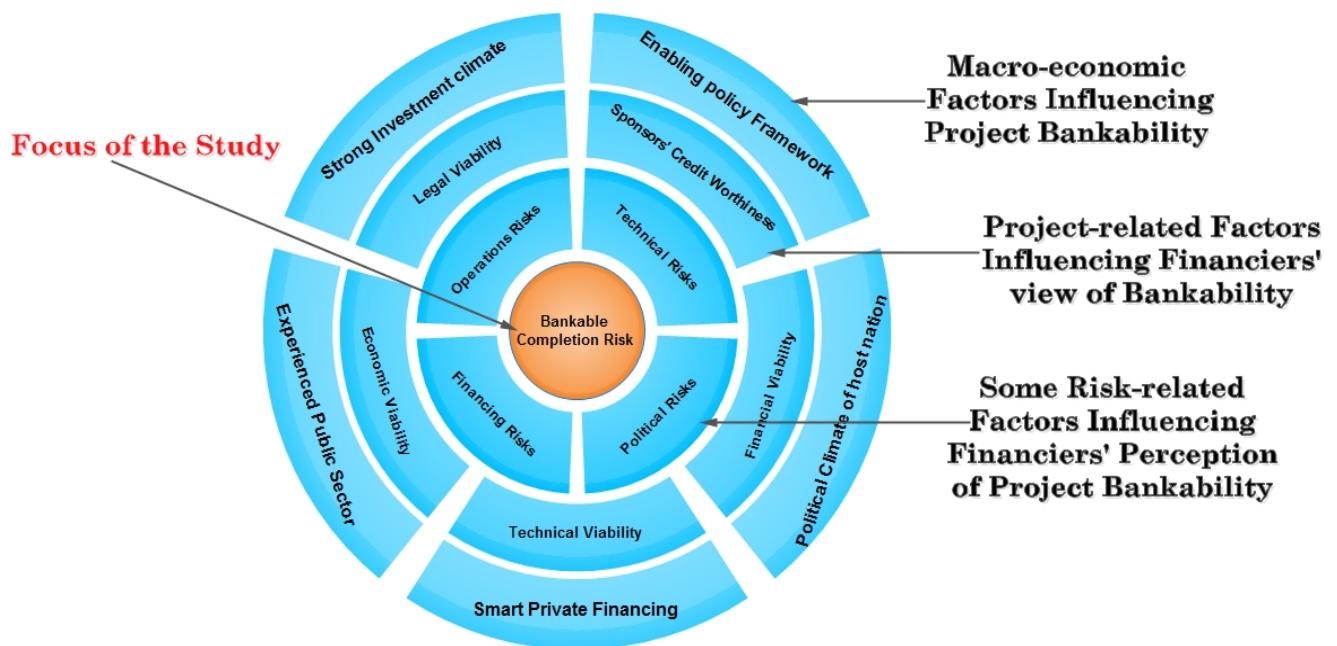 Strong Investment climate
Enabling policy Framework
Macro-economic
Factors Influencing
Project Bankability
Focus of the Study
Legal Viability
Sponsors' Credit Worthiness
Operations Risks
Technical Risks
Project-related Factors
Influencing Financiers'
view of Bankability
Bankable
Completion Risk
Experienced Public Sector
Economic Viability
Financing Risks
Political Risks
Financial Viability
Political Climate of host nation
Some Risk-related
Factors Influencing
Financiers' Perception
of Project Bankability
Technical Viability
Smart Private Financing